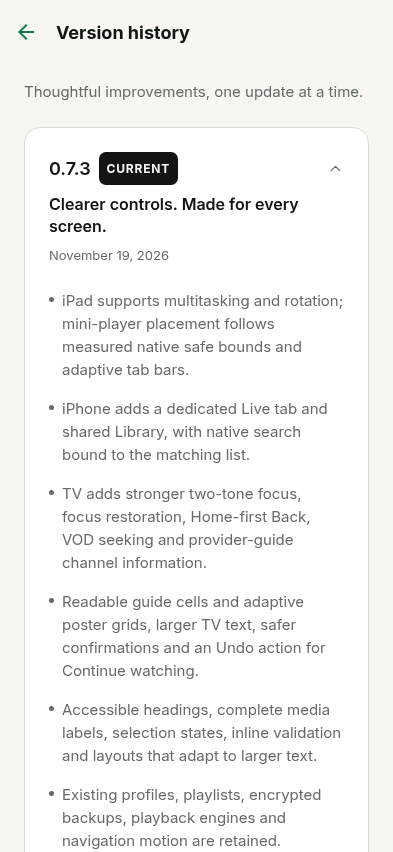 Version history
Thoughtful improvements, one update at a time.
0.7.3 CURRENT
Clearer controls. Made for every
screen.
November 19, 2026
• iPad supports multitasking and rotation;
mini-player placement follows
measured native safe bounds and
adaptive tab bars.
• iPhone adds a dedicated Live tab and
shared Library, with native search
bound to the matching list.
• TV adds stronger two-tone focus,
focus restoration, Home-first Back,
VOD seeking and provider-guide
channel information.
• Readable guide cells and adaptive
poster grids, larger TV text, safer
confirmations and an Undo action for
Continue watching.
• Accessible headings, complete media
labels, selection states, inline validation
and layouts that adapt to larger text.
• Existing profiles, playlists, encrypted
backups, playback engines and
navigation motion are retained.